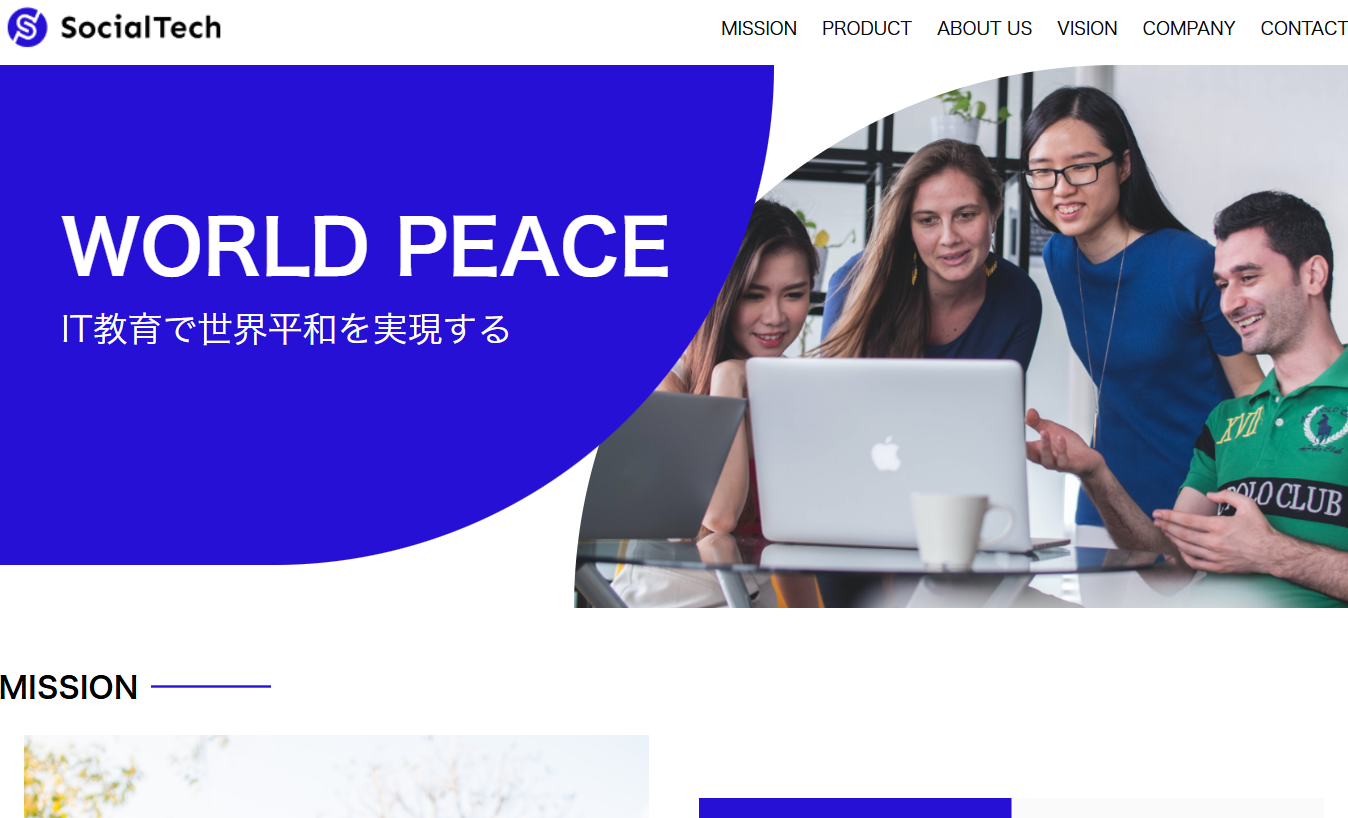 SocialTech
MISSION PRODUCT ABOUT US VISION COMPANY CONTACT
WORLD PEACE
IT教育で世界平和を実現する
XVII
POLO CLUB
MISSION